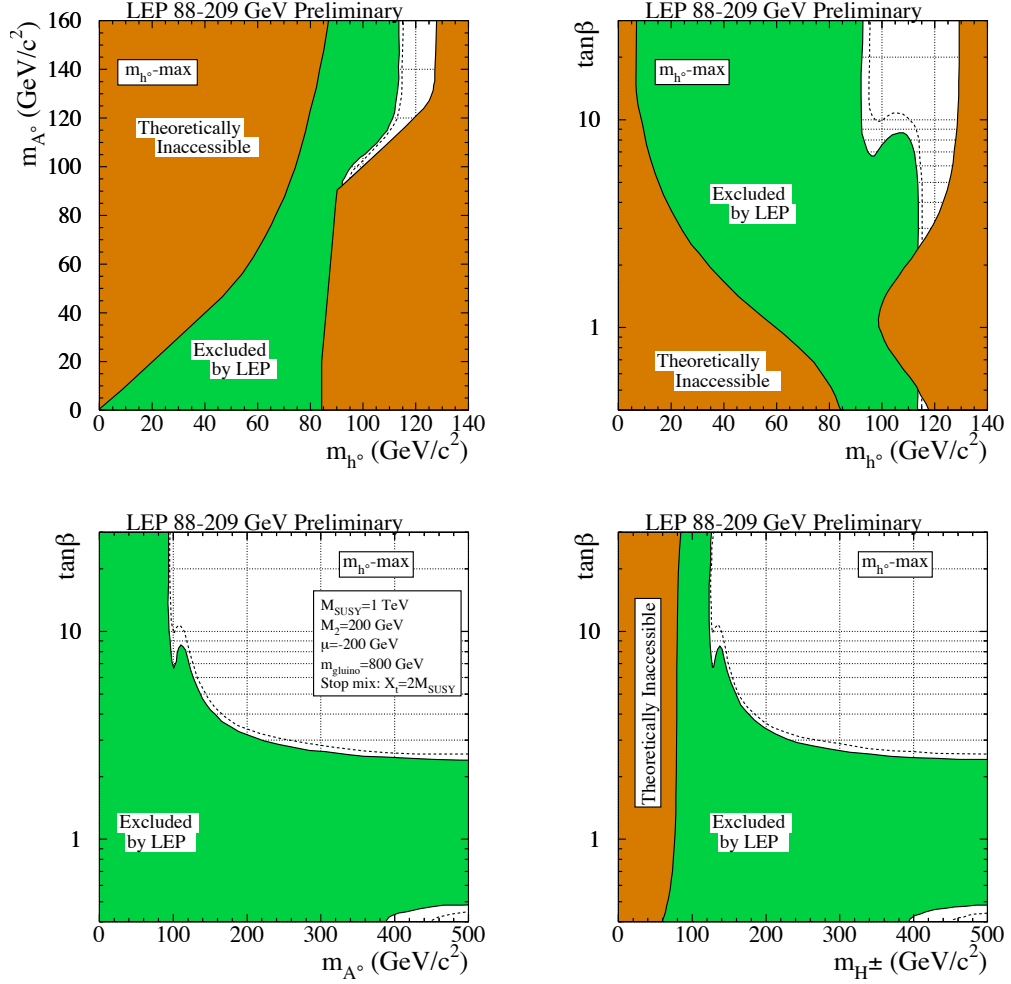 LEP 88-209 GeV Preliminary
m_A° (GeV/c²)
160
140
120
100
80
60
40
20
0
m_h°-max
Theoretically
Inaccessible
Excluded
by LEP
0 20 40 60 80 100 120 140
m_h° (GeV/c²)
LEP 88-209 GeV Preliminary
tanβ
10
1
m_h°-max
Excluded
by LEP
Theoretically
Inaccessible
0 20 40 60 80 100 120 140
m_h° (GeV/c²)
LEP 88-209 GeV Preliminary
tanβ
10
1
m_h°-max
M_SUSY=1 TeV
M_2=200 GeV
μ=-200 GeV
m_gluino=800 GeV
Stop mix: X_t=2M_SUSY
Excluded
by LEP
0 100 200 300 400 500
m_A° (GeV/c²)
LEP 88-209 GeV Preliminary
tanβ
10
1
m_h°-max
Theoretically Inaccessible
Excluded
by LEP
0 100 200 300 400 500
m_H± (GeV/c²)